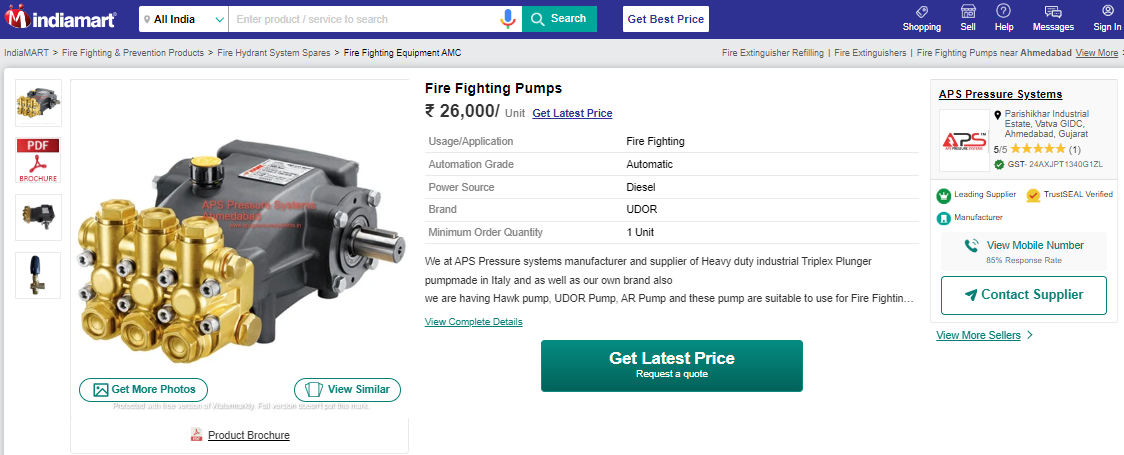 indiamart
All India
Enter product / service to search
Search
Get Best Price
Shopping
Sell
Help
Messages
Sign In
IndiaMART > Fire Fighting & Prevention Products > Fire Hydrant System Spares > Fire Fighting Equipment AMC
Fire Extinguisher Refilling | Fire Extinguishers | Fire Fighting Pumps near Ahmedabad View More
PDF
BROCHURE
APS Pressure Systems
Ahmedabad
Get More Photos
View Similar
Protected with free version of Watermarkly. Full version doesn't put this mark.
Product Brochure
Fire Fighting Pumps
₹ 26,000/ Unit Get Latest Price
Usage/Application Fire Fighting
Automation Grade Automatic
Power Source Diesel
Brand UDOR
Minimum Order Quantity 1 Unit
We at APS Pressure systems manufacturer and supplier of Heavy duty industrial Triplex Plunger
pumpmade in Italy and as well as our own brand also
we are having Hawk pump, UDOR Pump, AR Pump and these pump are suitable to use for Fire Fightin...
View Complete Details
Get Latest Price
Request a quote
APS Pressure Systems
APS™
APS PRESSURE SYSTEMS
Parishikhar Industrial
Estate, Vatva GIDC,
Ahmedabad, Gujarat
5/5 (1)
GST- 24AXJPT1340G1ZL
Leading Supplier
TrustSEAL Verified
Manufacturer
View Mobile Number
85% Response Rate
Contact Supplier
View More Sellers >